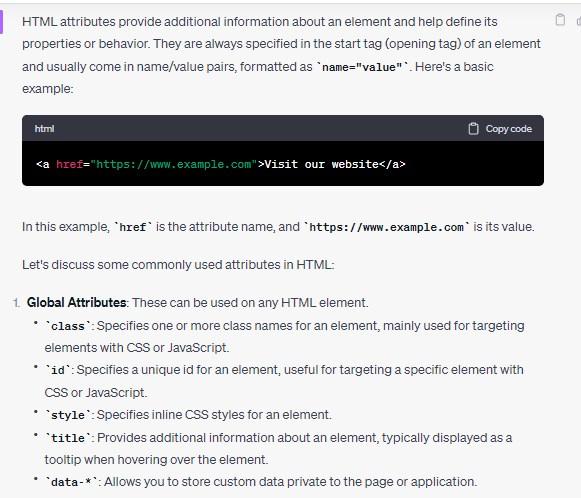 HTML attributes provide additional information about an element and help define its
properties or behavior. They are always specified in the start tag (opening tag) of an element
and usually come in name/value pairs, formatted as `name="value"`. Here's a basic
example:
html
Copy code
<a href="https://www.example.com">Visit our website</a>
In this example, `href` is the attribute name, and `https://www.example.com` is its value.
Let's discuss some commonly used attributes in HTML:
1. Global Attributes: These can be used on any HTML element.
• `class`: Specifies one or more class names for an element, mainly used for targeting
elements with CSS or JavaScript.
• `id`: Specifies a unique id for an element, useful for targeting a specific element with
CSS or JavaScript.
• `style`: Specifies inline CSS styles for an element.
• `title`: Provides additional information about an element, typically displayed as a
tooltip when hovering over the element.
• `data-*`: Allows you to store custom data private to the page or application.